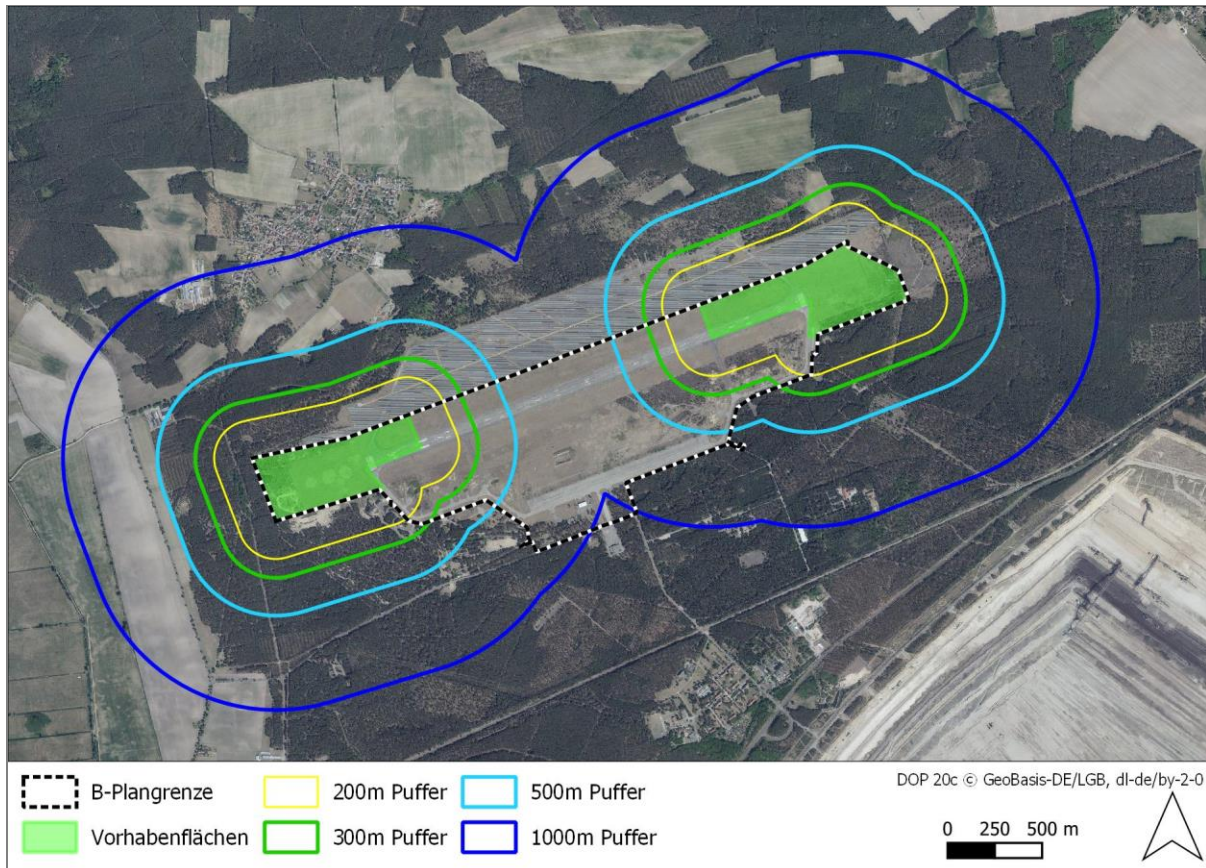 B-Plangrenze
200m Puffer
500m Puffer
Vorhabenflächen
300m Puffer
1000m Puffer
DOP 20c © GeoBasis-DE/LGB, dl-de/by-2-0
0 250 500 m